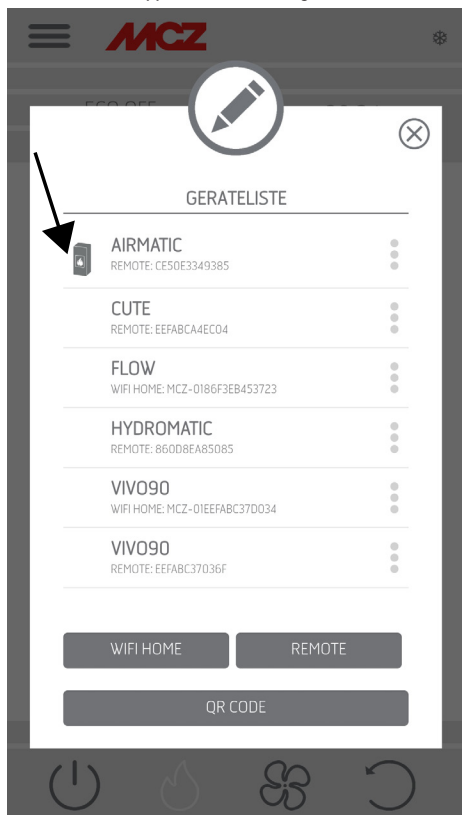 MCZ
GERATELISTE
AIRMATIC
REMOTE: CE50E3349385
CUTE
REMOTE: EEFABCA4EC04
FLOW
WIFI HOME: MCZ-0186F3EB453723
HYDROMATIC
REMOTE: 860D8EA85085
VIVO90
WIFI HOME: MCZ-01EEFABC37D034
VIVO90
REMOTE: EEFABC37036F
WIFI HOME
REMOTE
QR CODE